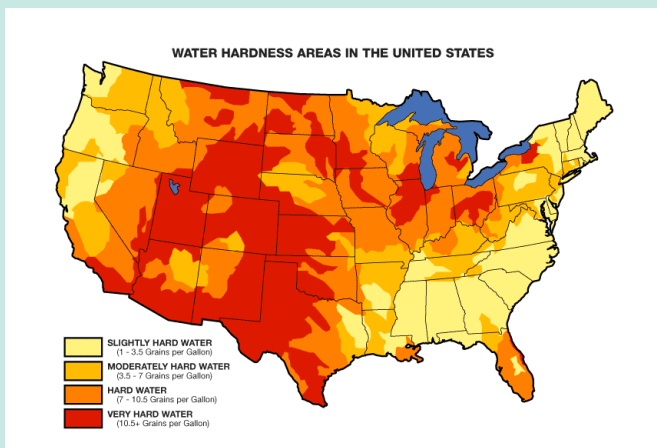 WATER HARDNESS AREAS IN THE UNITED STATES
SLIGHTLY HARD WATER
(1 - 3.5 Grains per Gallon)
MODERATELY HARD WATER
(3.5 - 7 Grains per Gallon)
HARD WATER
(7 - 10.5 Grains per Gallon)
VERY HARD WATER
(10.5+ Grains per Gallon)